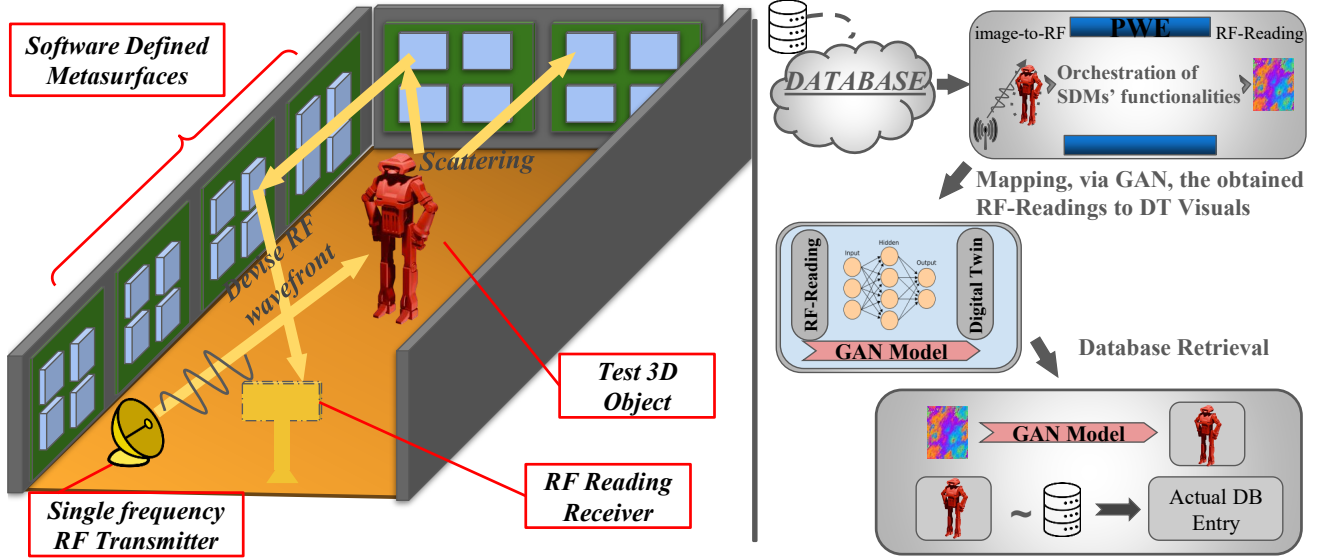 Software Defined
Metasurfaces
Scattering
Devise RF
wavefront
Test 3D
Object
RF Reading
Receiver
Single frequency
RF Transmitter
DATABASE
image-to-RF
PWE
RF-Reading
Orchestration of
SDMs' functionalities
Mapping, via GAN, the obtained
RF-Readings to DT Visuals
RF-Reading
Input
Hidden
Output
Digital Twin
GAN Model
Database Retrieval
GAN Model
~
Actual DB
Entry